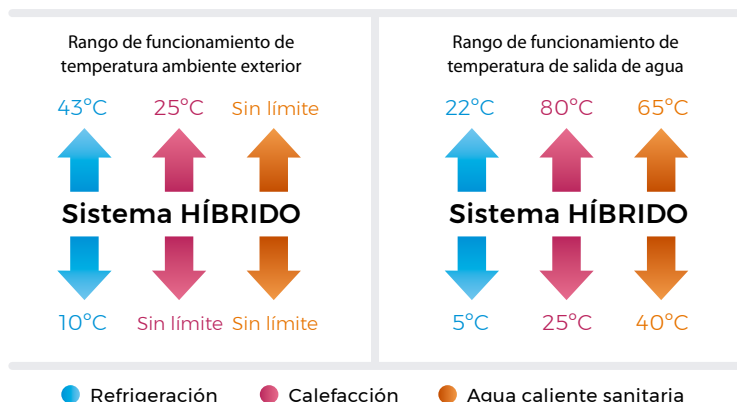 Rango de funcionamiento de
temperatura ambiente exterior
43°C 25°C Sin límite
Sistema HÍBRIDO
10°C Sin límite Sin límite
Rango de funcionamiento de
temperatura de salida de agua
22°C 80°C 65°C
Sistema HÍBRIDO
5°C 25°C 40°C
Refrigeración Calefacción Agua caliente sanitaria